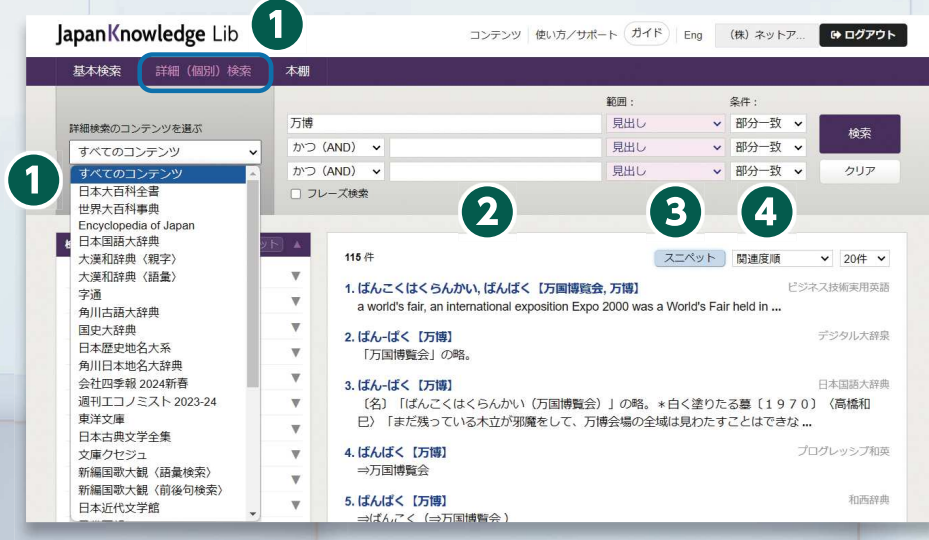 JapanKnowledge Lib
1
コンテンツ 使い方／サポート ガイド Eng (株) ネットア... ログアウト
基本検索 詳細（個別）検索 本棚
詳細検索のコンテンツを選ぶ
すべてのコンテンツ
1
すべてのコンテンツ
日本大百科全書
世界大百科事典
Encyclopedia of Japan
日本国語大辞典
大漢和辞典〈親字〉
大漢和辞典〈語彙〉
字通
角川古語大辞典
国史大辞典
日本歴史地名大系
角川日本地名大辞典
会社四季報 2024新春
週刊エコノミスト 2023-24
東洋文庫
日本古典文学全集
文庫クセジュ
新編国歌大観〈語彙検索〉
新編国歌大観〈前後句検索〉
日本近代文学館
範囲： 条件：
万博 見出し 部分一致 検索
かつ（AND） 見出し 部分一致
かつ（AND） 見出し 部分一致 クリア
フレーズ検索
2 3 4
115 件 スニペット 関連度順 20件
1. ばんこくはくらんかい, ばんぱく【万国博覧会, 万博】 ビジネス技術実用英語
a world's fair, an international exposition Expo 2000 was a World's Fair held in ...
2. ばん‐ぱく【万博】 デジタル大辞泉
「万国博覧会」の略。
3. ばん‐ぱく【万博】 日本国語大辞典
〔名〕「ばんこくはくらんかい（万国博覧会）」の略。＊白く塗りたる墓〔１９７０〕〈高橋和
巳〉「まだ残っている木立が邪魔をして、万博会場の全域は見わたすことはできな ...
4. ばんぱく【万博】 プログレッシブ和英
⇒万国博覧会
5. ばんぱく【万博】 和西辞典
⇒ばんこく（⇒万国博覧会）